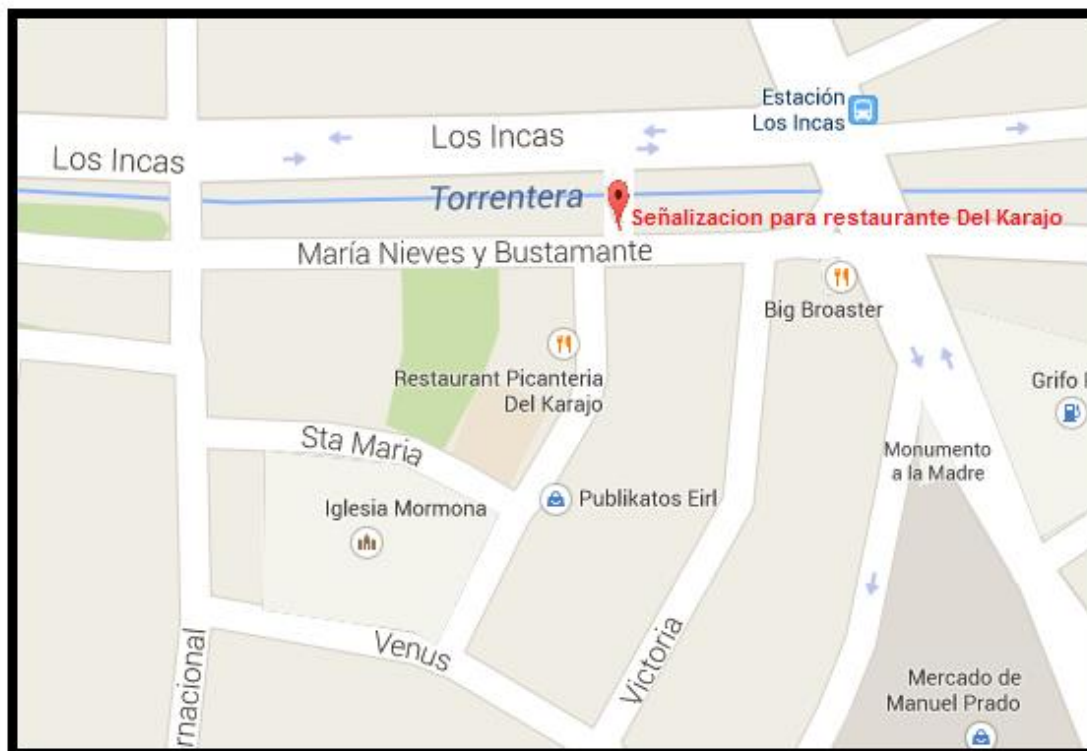 Estación
Los Incas
Los Incas
Los Incas
Torrentera
Señalizacion para restaurante Del Karajo
María Nieves y Bustamante
Big Broaster
Restaurant Picanteria
Del Karajo
Grifo
Sta Maria
Monumento
a la Madre
Iglesia Mormona
Publikatos Eirl
Venus
Victoria
rnacional
Mercado de
Manuel Prado